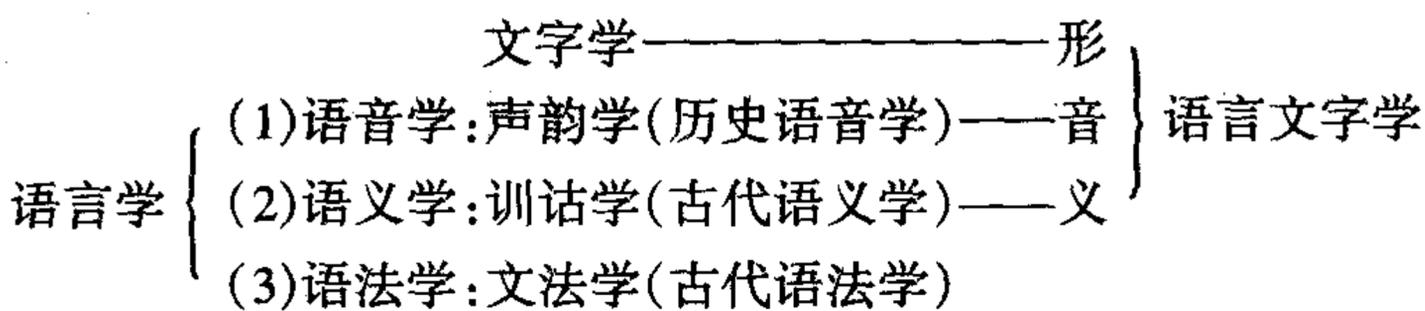 文字学————————形
(1)语音学:声韵学(历史语音学)——音
语言文字学
语言学
(2)语义学:训诂学(古代语义学)——义
(3)语法学:文法学(古代语法学)